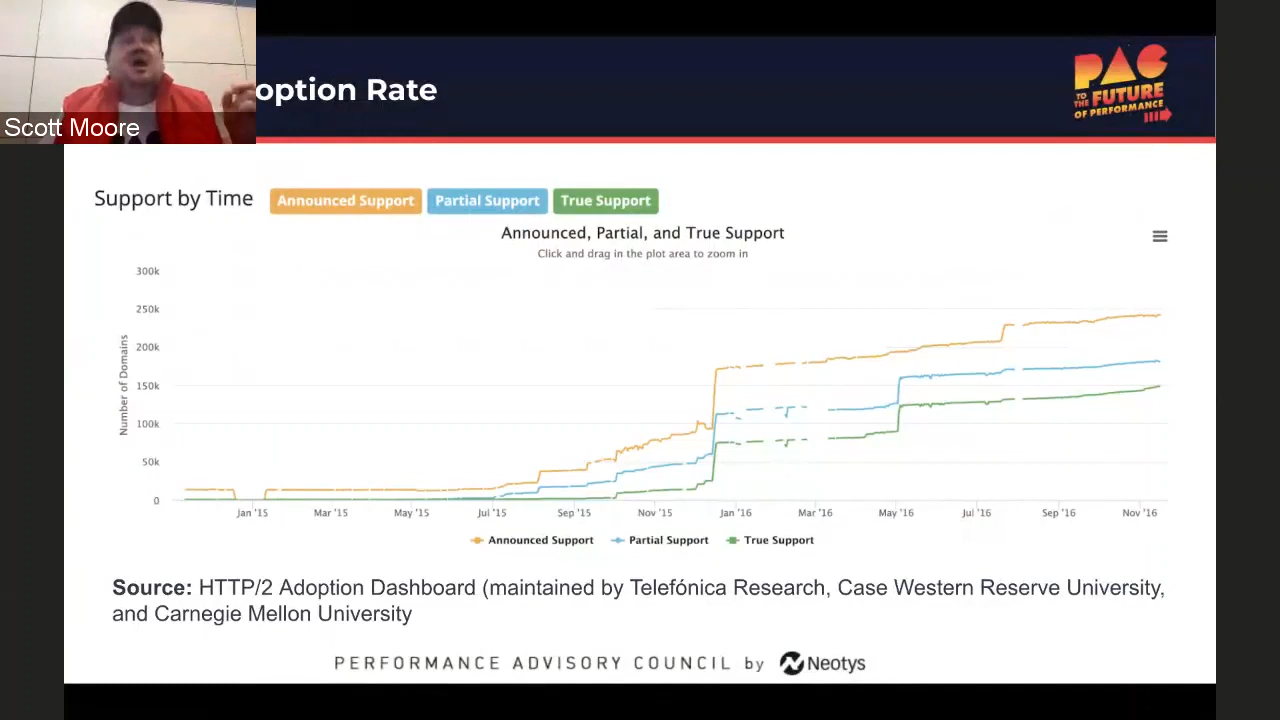 Scott Moore
option Rate
PAC
TO THE FUTURE
OF PERFORMANCE
Support by Time
Announced Support
Partial Support
True Support
Announced, Partial, and True Support
Click and drag in the plot area to zoom in
Number of Domains
300k
250k
200k
150k
100k
50k
0
Jan '15
Mar '15
May '15
Jul '15
Sep '15
Nov '15
Jan '16
Mar '16
May '16
Jul '16
Sep '16
Nov '16
Announced Support
Partial Support
True Support
Source: HTTP/2 Adoption Dashboard (maintained by Telefónica Research, Case Western Reserve University,
and Carnegie Mellon University
PERFORMANCE ADVISORY COUNCIL by Neotys